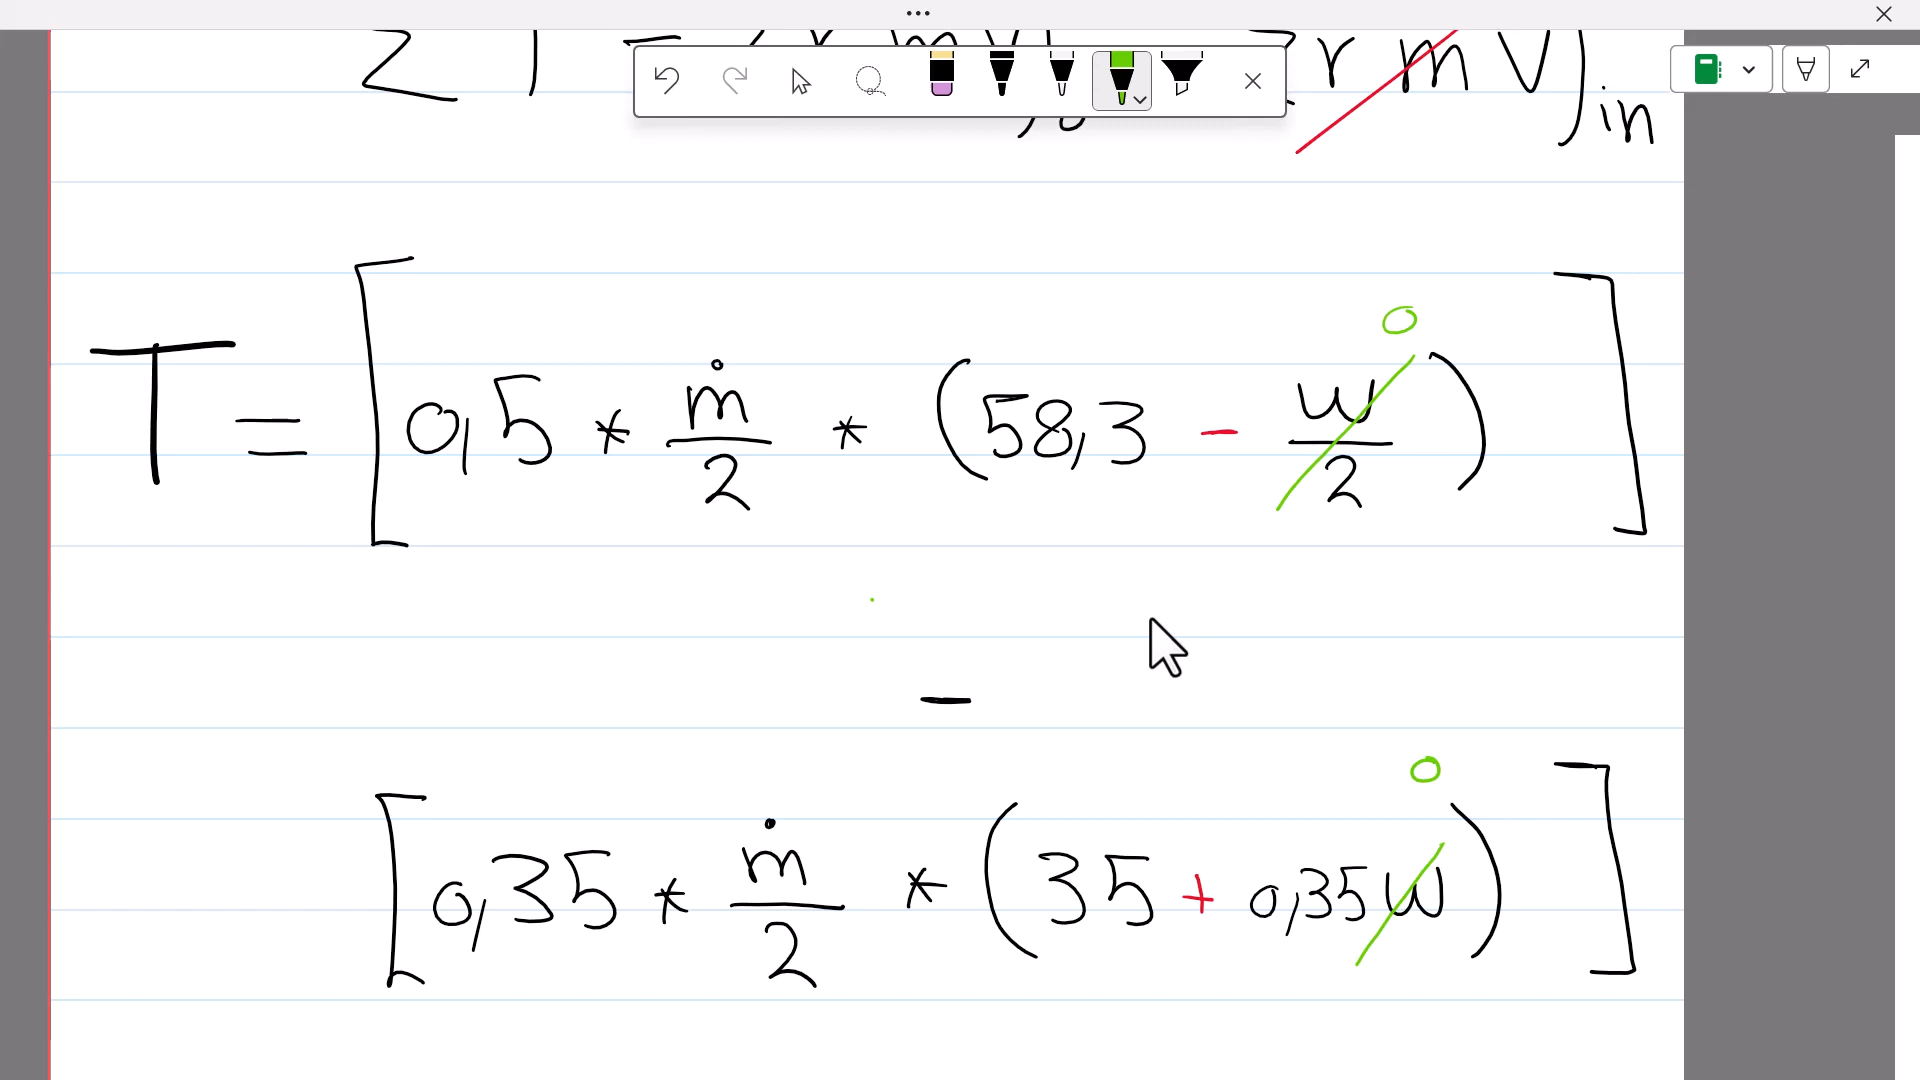 r m V)in
T = [ 0,5 * ṁ/2 * (58,3 - ω/2) ] 0
-
[ 0,35 * ṁ/2 * (35 + 0,35ω) ] 0